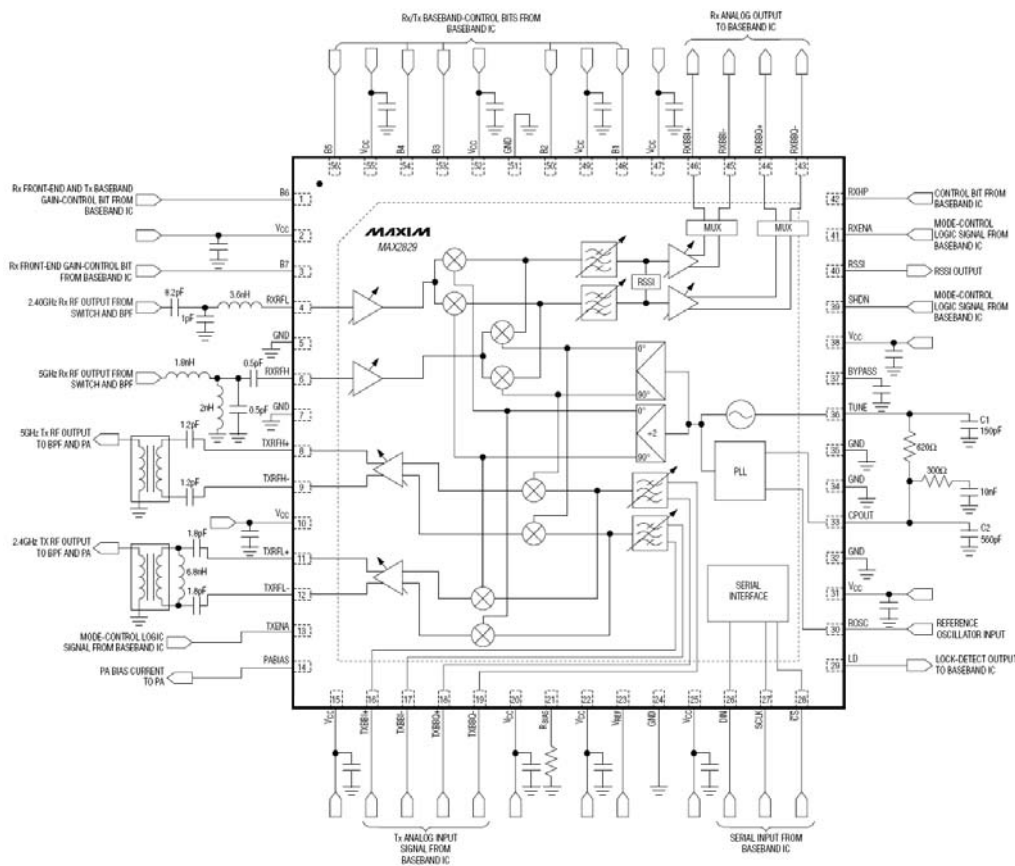 Rx/Tx BASEBAND-CONTROL BITS FROM
BASEBAND IC
Rx ANALOG OUTPUT
TO BASEBAND IC
B5
VCC
B4
B3
VCC
GND
B2
VCC
B1
VCC
RXBBI+
RXBBI-
RXBBQ+
RXBBQ-
56
55
54
53
52
51
50
49
48
47
46
45
44
43
Rx FRONT-END AND Tx BASEBAND
GAIN-CONTROL BIT FROM
BASEBAND IC
B6
1
VCC
2
Rx FRONT-END GAIN-CONTROL BIT
FROM BASEBAND IC
B7
3
2.40GHz Rx RF OUTPUT FROM
SWITCH AND BPF
8.2pF
1pF
3.6nH
RXRFL
4
GND
5
5GHz Rx RF OUTPUT FROM
SWITCH AND BPF
1.8nH
0.5pF
2nH
0.5pF
RXRFH
6
GND
7
5GHz Tx RF OUTPUT
TO BPF AND PA
1.2pF
1.2pF
TXRFH+
8
TXRFH-
9
VCC
10
2.4GHz TX RF OUTPUT
TO BPF AND PA
1.8pF
6.8nH
1.8pF
TXRFL+
11
TXRFL-
12
MODE-CONTROL LOGIC
SIGNAL FROM BASEBAND IC
TXENA
13
PA BIAS CURRENT
TO PA
PABIAS
14
MAXIM
MAX2829
MUX
MUX
RSSI
0°
90°
0°
÷2
90°
PLL
SERIAL
INTERFACE
42
RXHP
CONTROL BIT FROM
BASEBAND IC
41
RXENA
MODE-CONTROL
LOGIC SIGNAL FROM
BASEBAND IC
40
RSSI
RSSI OUTPUT
39
SHDN
MODE-CONTROL
LOGIC SIGNAL FROM
BASEBAND IC
38
VCC
37
BYPASS
36
TUNE
C1
150pF
620Ω
35
GND
300Ω
34
GND
10nF
33
CPOUT
C2
560pF
32
GND
31
VCC
30
ROSC
REFERENCE
OSCILLATOR INPUT
29
LD
LOCK-DETECT OUTPUT
TO BASEBAND IC
15
16
17
18
19
20
21
22
23
24
25
26
27
28
VCC
TXBBI+
TXBBI-
TXBBQ+
TXBBQ-
VCC
RBIAS
VCC
VREF
GND
VCC
DIN
SCLK
CS
Tx ANALOG INPUT
SIGNAL FROM
BASEBAND IC
SERIAL INPUT FROM
BASEBAND IC